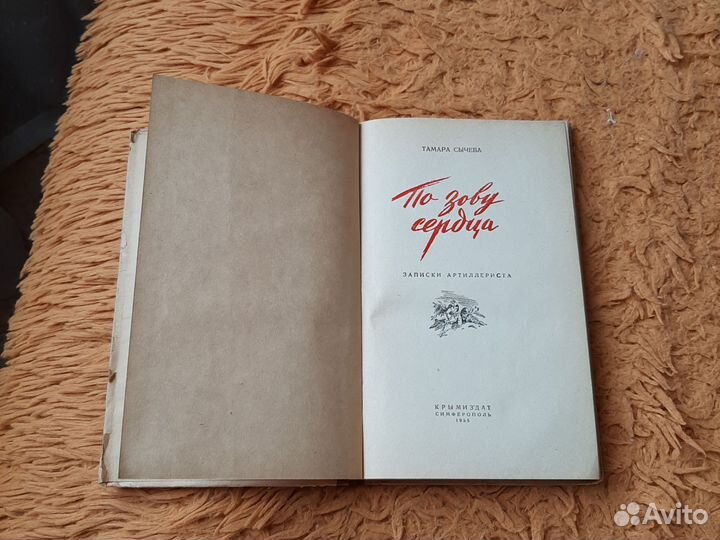 ТАМАРА СЫЧЕВА
По зову
сердца
ЗАПИСКИ АРТИЛЛЕРИСТА
КРЫМИЗДАТ
СИМФЕРОПОЛЬ
Avito